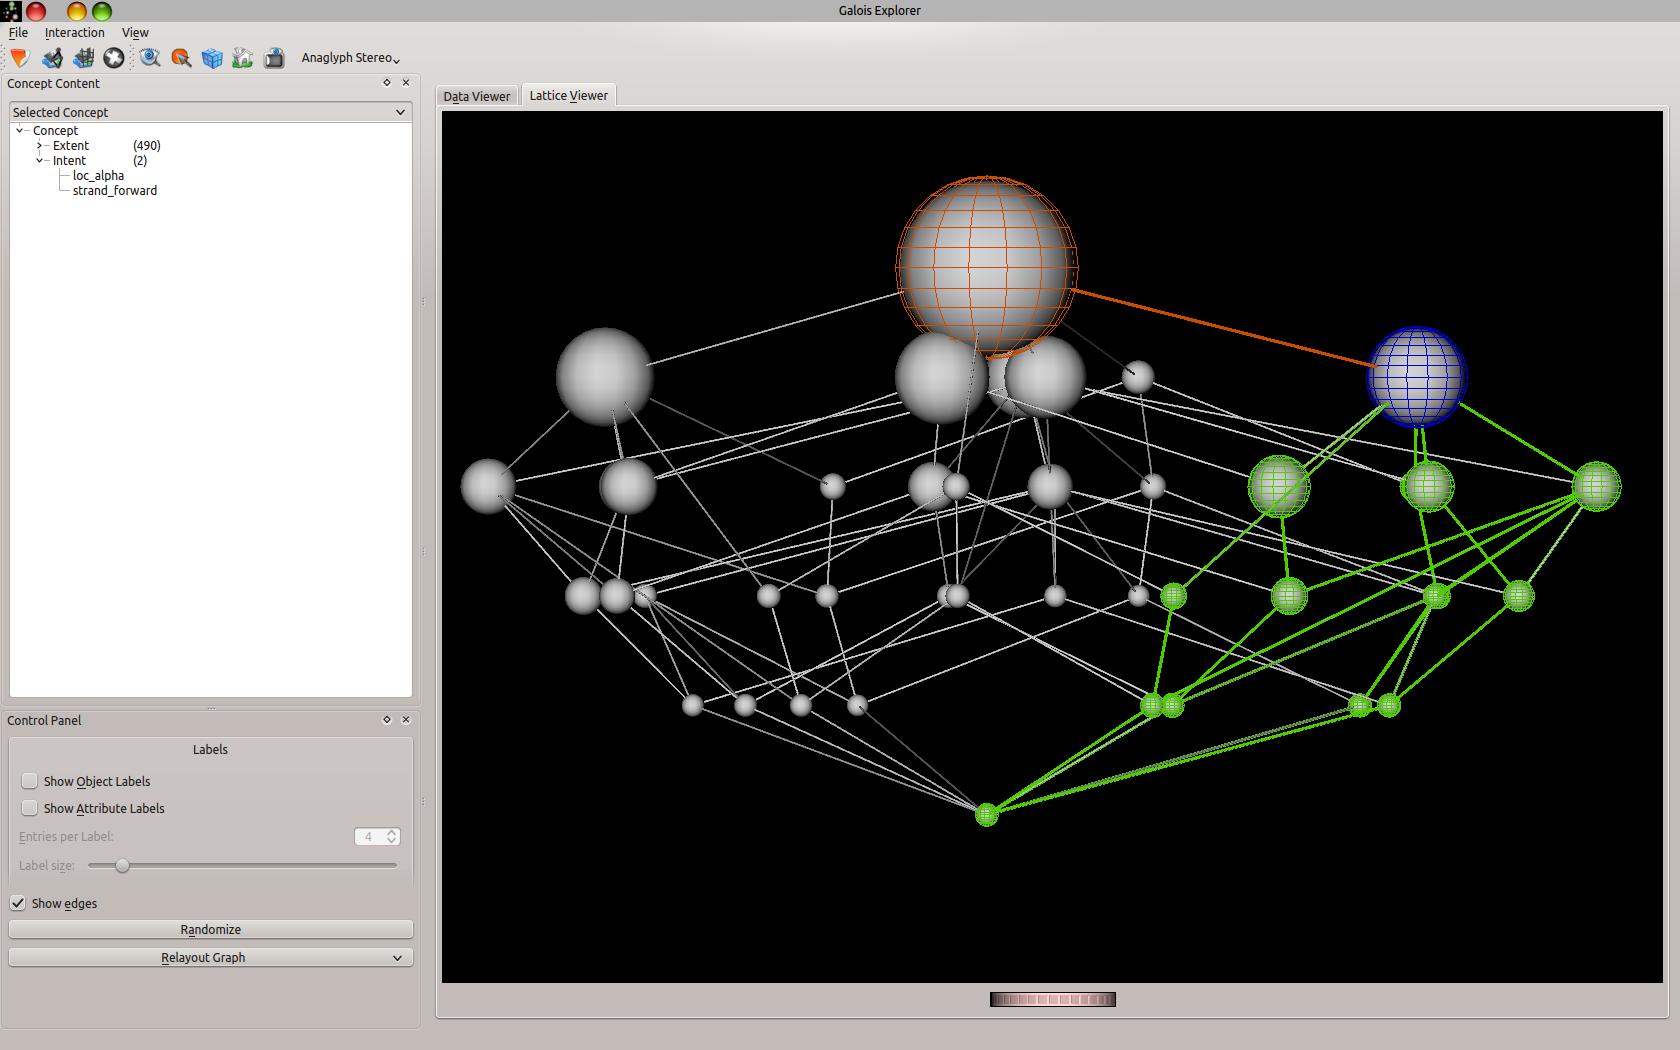 Galois Explorer
File Interaction View
Anaglyph Stereo
Concept Content
Selected Concept
Concept
Extent (490)
Intent (2)
loc_alpha
strand_forward
Data Viewer Lattice Viewer
Control Panel
Labels
Show Object Labels
Show Attribute Labels
Entries per Label: 4
Label size:
Show edges
Randomize
Relayout Graph